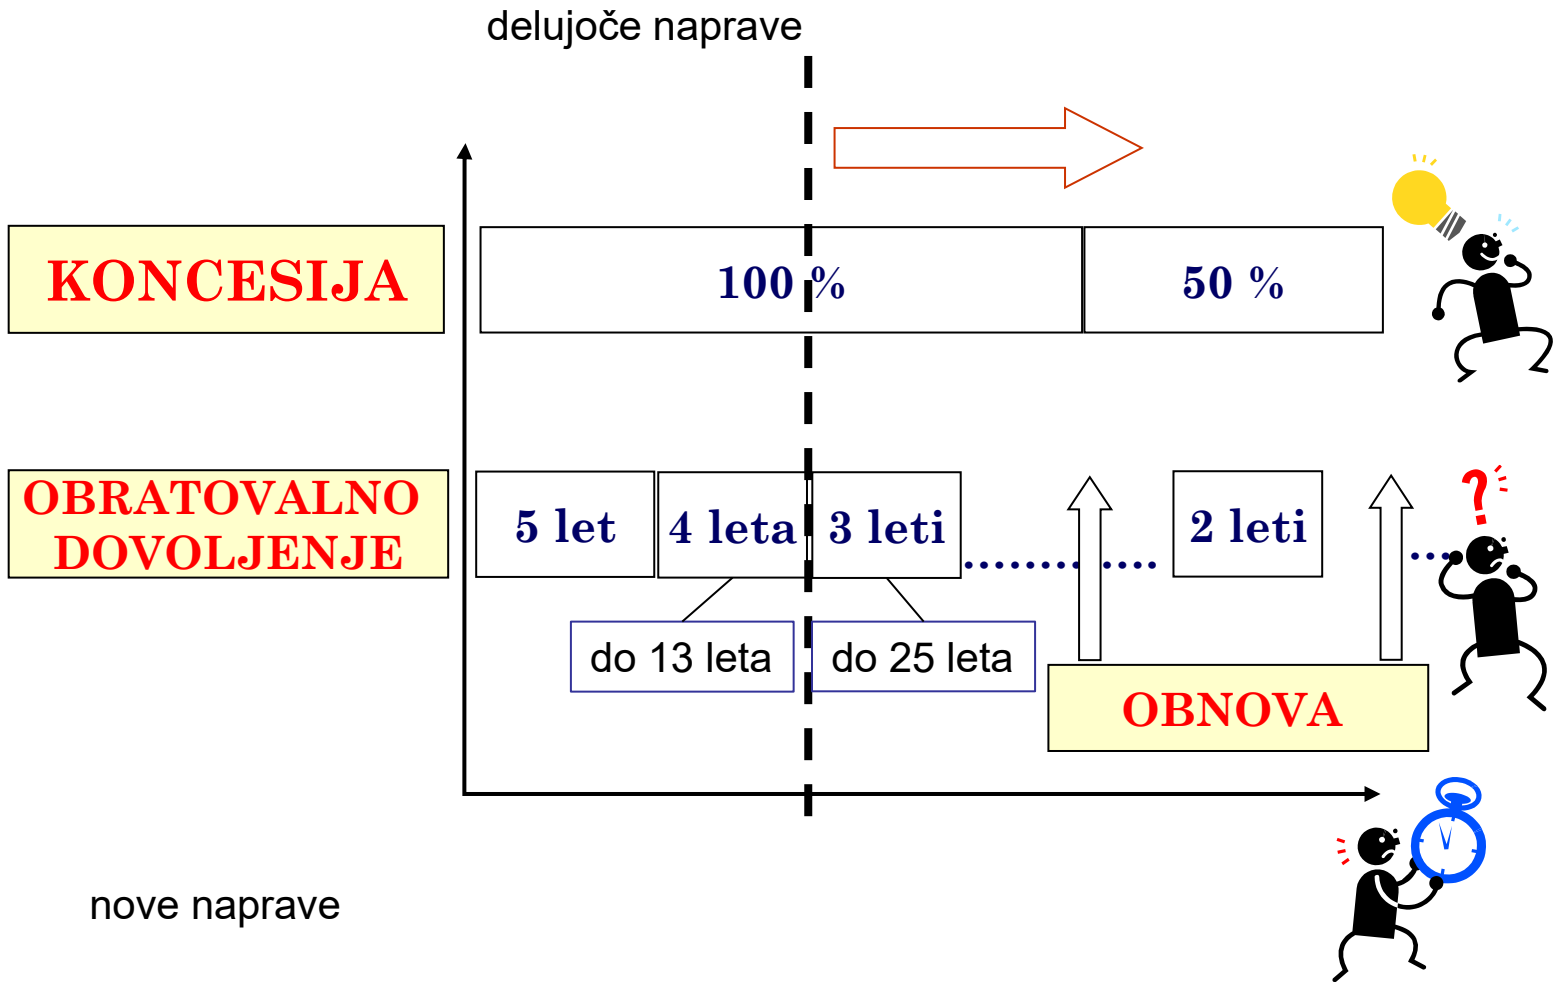 delujoče naprave
KONCESIJA
100 %
50 %
OBRATOVALNO
DOVOLJENJE
5 let
4 leta
3 leti
2 leti
?
do 13 leta
do 25 leta
OBNOVA
nove naprave